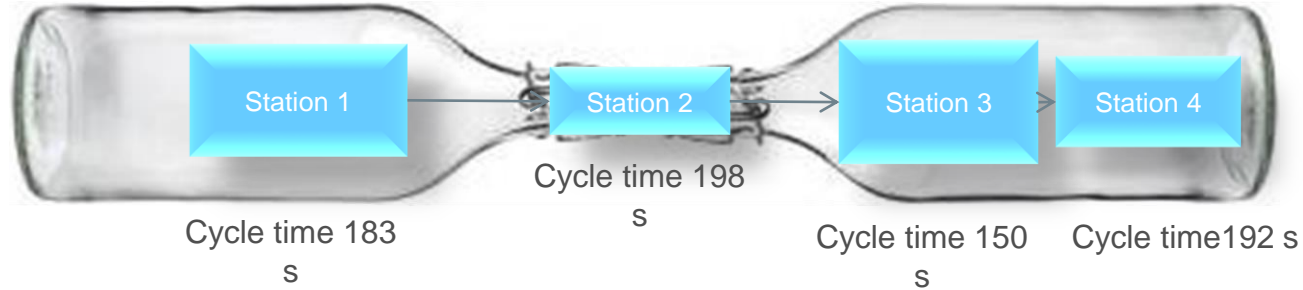 Station 1
Station 2
Station 3
Station 4
Cycle time 183
s
Cycle time 198
s
Cycle time 150
s
Cycle time192 s